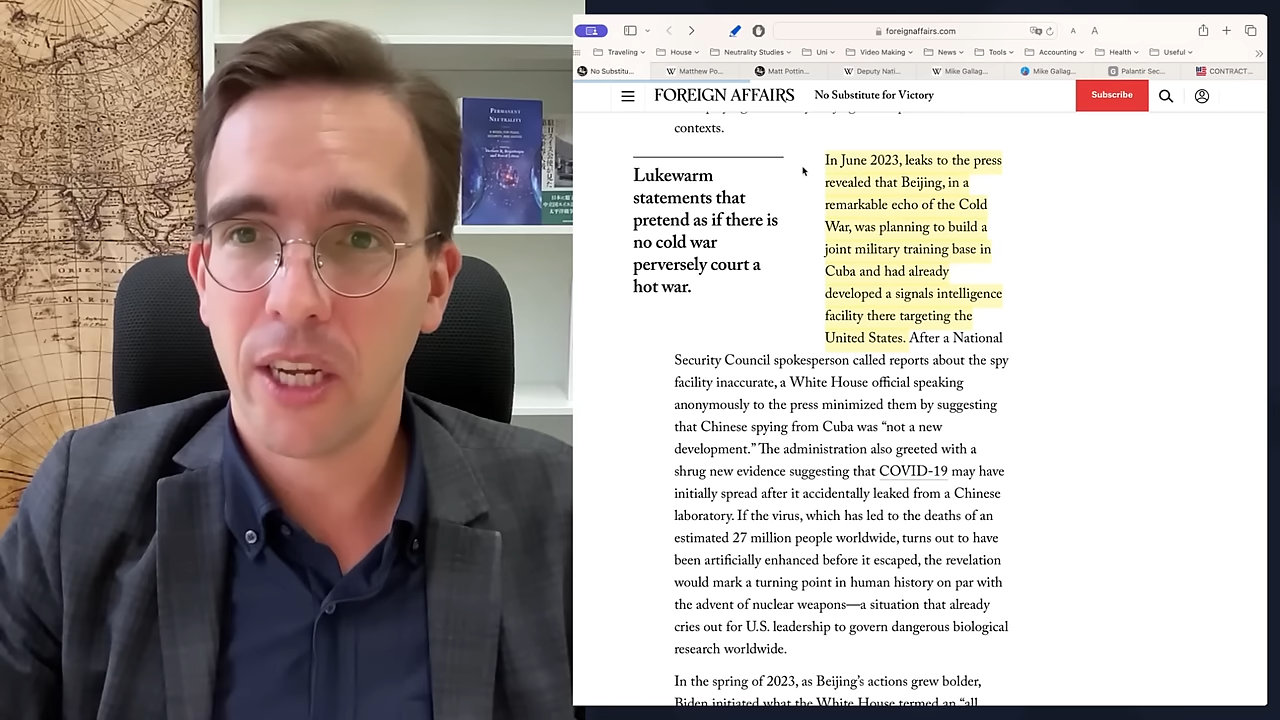 PERMANENT
NEUTRALITY
foreignaffairs.com
A A
Traveling House Neutrality Studies Uni Video Making News Tools Accounting Health Useful
No Substitu... Matthew Po... Matt Pottin... Deputy Nati... Mike Gallag... Mike Gallag... Palantir Sec... CONTRACT...
FOREIGN AFFAIRS No Substitute for Victory Subscribe
contexts.
Lukewarm
statements that
pretend as if there is
no cold war
perversely court a
hot war.
In June 2023, leaks to the press
revealed that Beijing, in a
remarkable echo of the Cold
War, was planning to build a
joint military training base in
Cuba and had already
developed a signals intelligence
facility there targeting the
United States. After a National
Security Council spokesperson called reports about the spy
facility inaccurate, a White House official speaking
anonymously to the press minimized them by suggesting
that Chinese spying from Cuba was “not a new
development.” The administration also greeted with a
shrug new evidence suggesting that COVID-19 may have
initially spread after it accidentally leaked from a Chinese
laboratory. If the virus, which has led to the deaths of an
estimated 27 million people worldwide, turns out to have
been artificially enhanced before it escaped, the revelation
would mark a turning point in human history on par with
the advent of nuclear weapons—a situation that already
cries out for U.S. leadership to govern dangerous biological
research worldwide.
In the spring of 2023, as Beijing’s actions grew bolder,
Biden initiated what the White House termed an “all